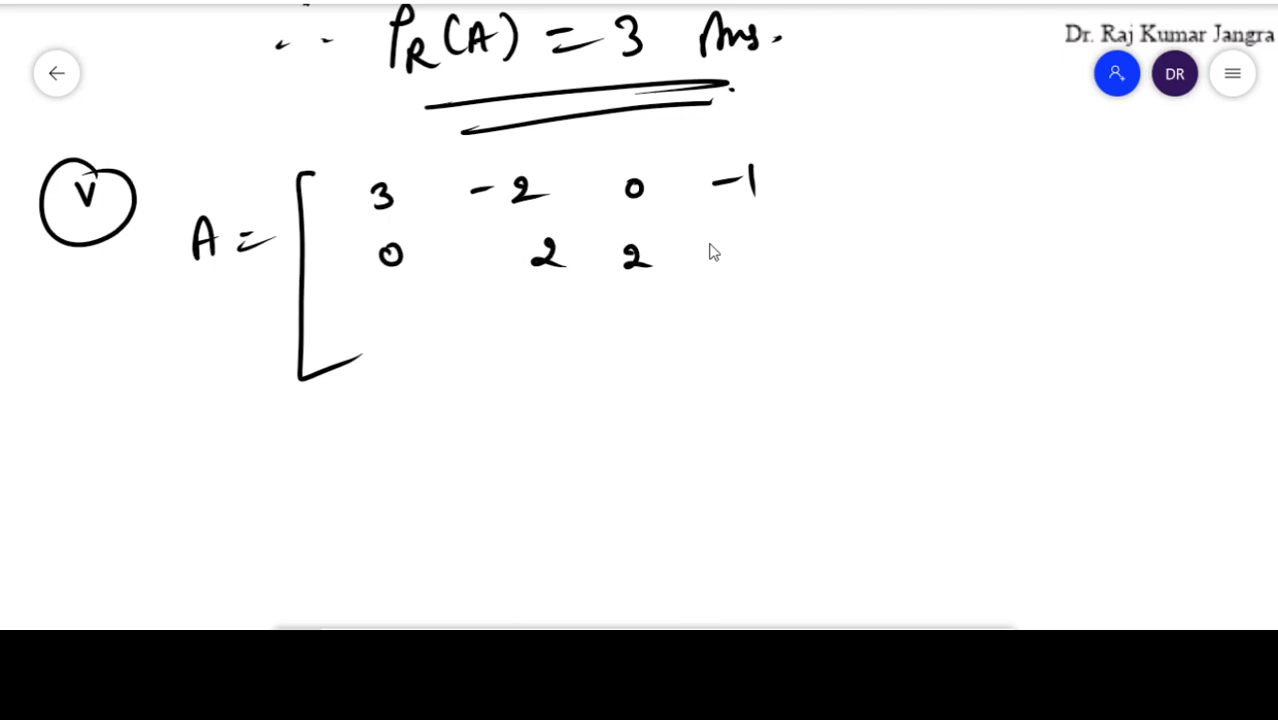 ∴ ρR(A) = 3 Ans.
Dr. Raj Kumar Jangra
DR
V
A = [ 3 -2 0 -1
0 2 2